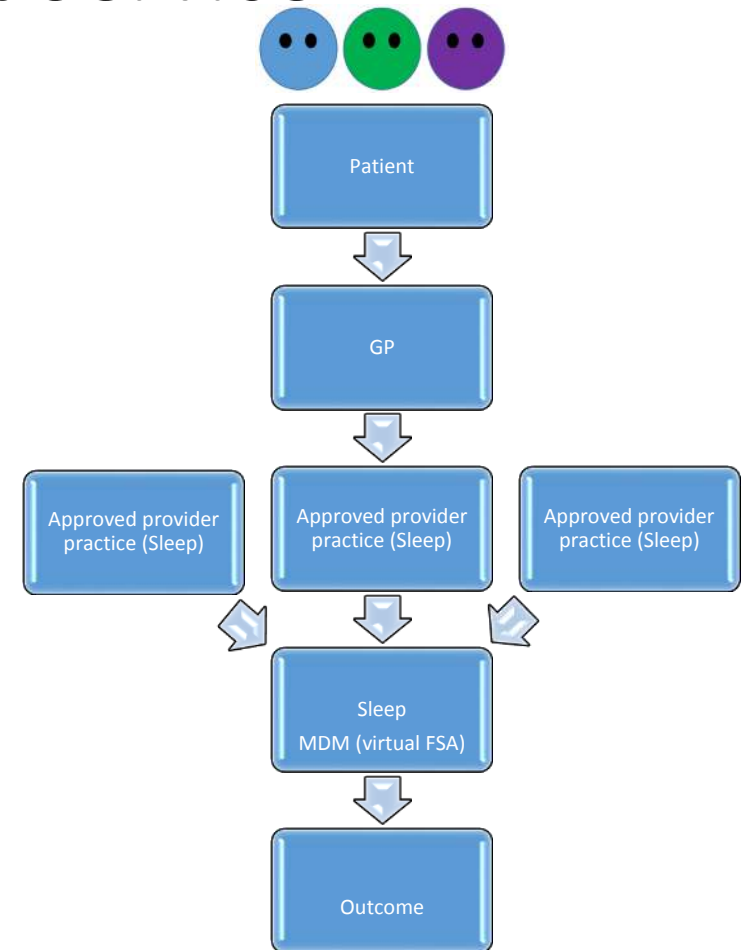 Patient
GP
Approved provider
practice (Sleep)
Approved provider
practice (Sleep)
Approved provider
practice (Sleep)
Sleep
MDM (virtual FSA)
Outcome